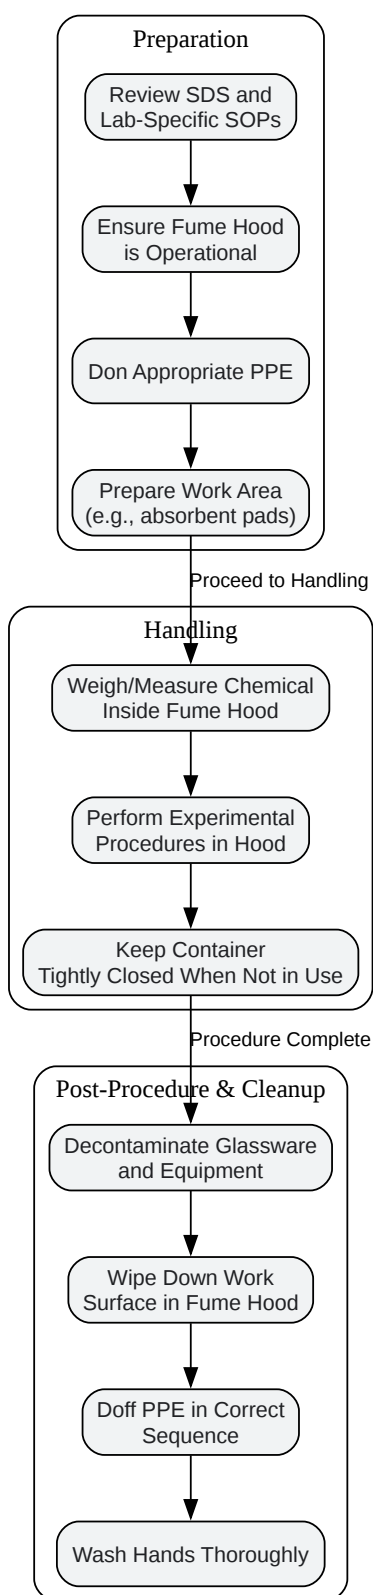 Preparation
Review SDS and
Lab-Specific SOPs
Ensure Fume Hood
is Operational
Don Appropriate PPE
Prepare Work Area
(e.g., absorbent pads)
Proceed to Handling
Handling
Weigh/Measure Chemical
Inside Fume Hood
Perform Experimental
Procedures in Hood
Keep Container
Tightly Closed When Not in Use
Procedure Complete
Post-Procedure & Cleanup
Decontaminate Glassware
and Equipment
Wipe Down Work
Surface in Fume Hood
Doff PPE in Correct
Sequence
Wash Hands Thoroughly